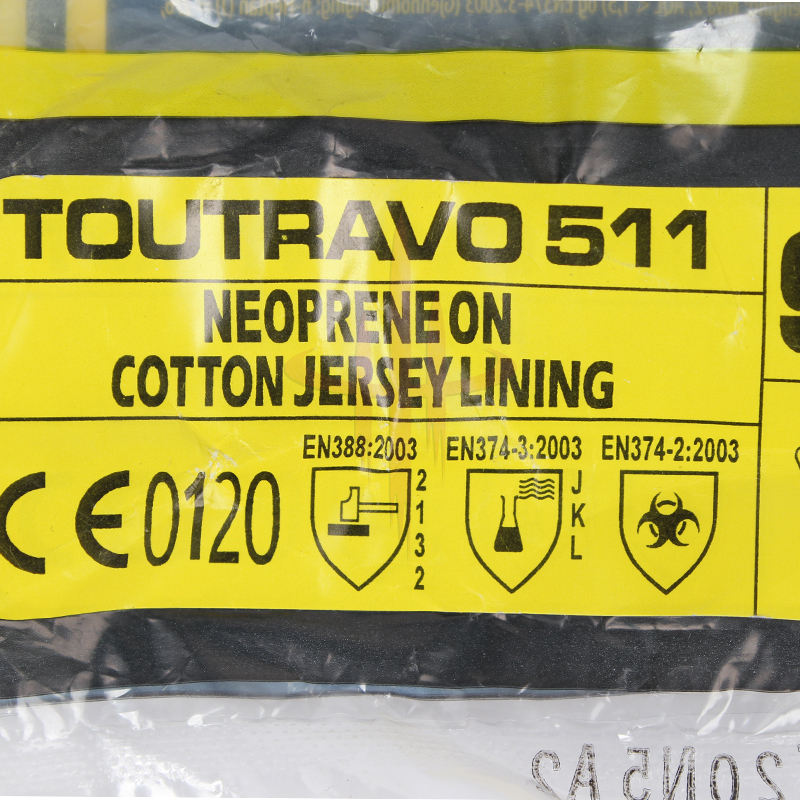 TOUTRAVO 511
NEOPRENE ON
COTTON JERSEY LINING
EN388:2003 EN374-3:2003 EN374-2:2003
CE 0120
2
1
3
2
J
K
L